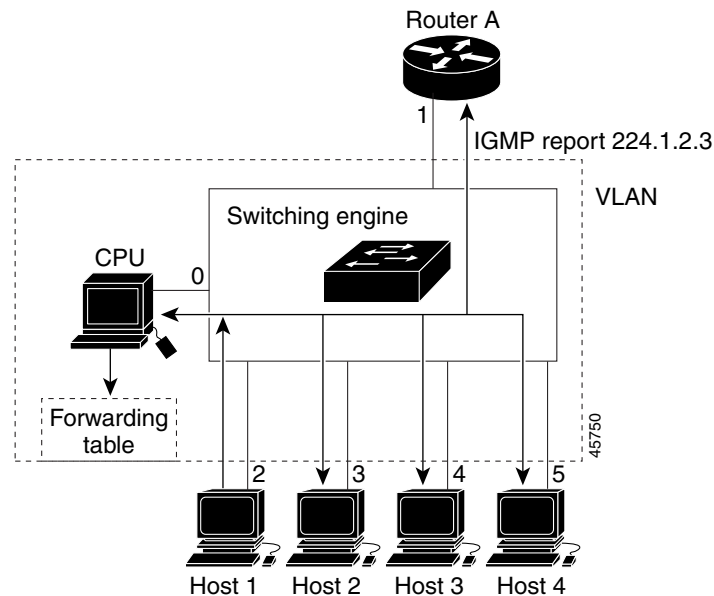 Router A
1
IGMP report 224.1.2.3
VLAN
Switching engine
CPU
0
Forwarding
table
45750
2
3
4
5
Host 1
Host 2
Host 3
Host 4